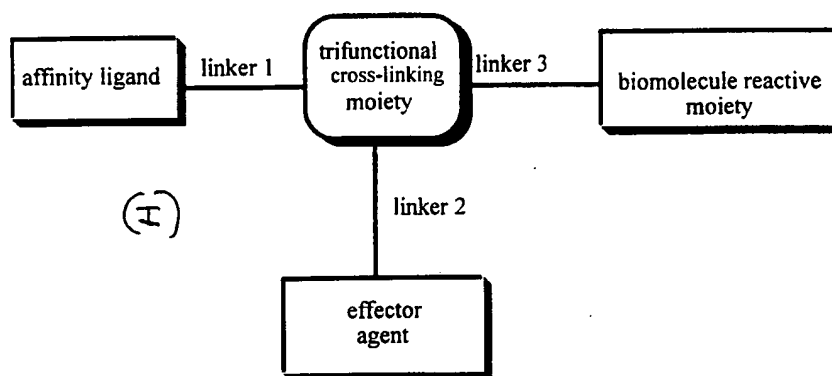 affinity ligand
linker 1
trifunctional
cross-linking
moiety
linker 3
biomolecule reactive
moiety
(I)
linker 2
effector
agent